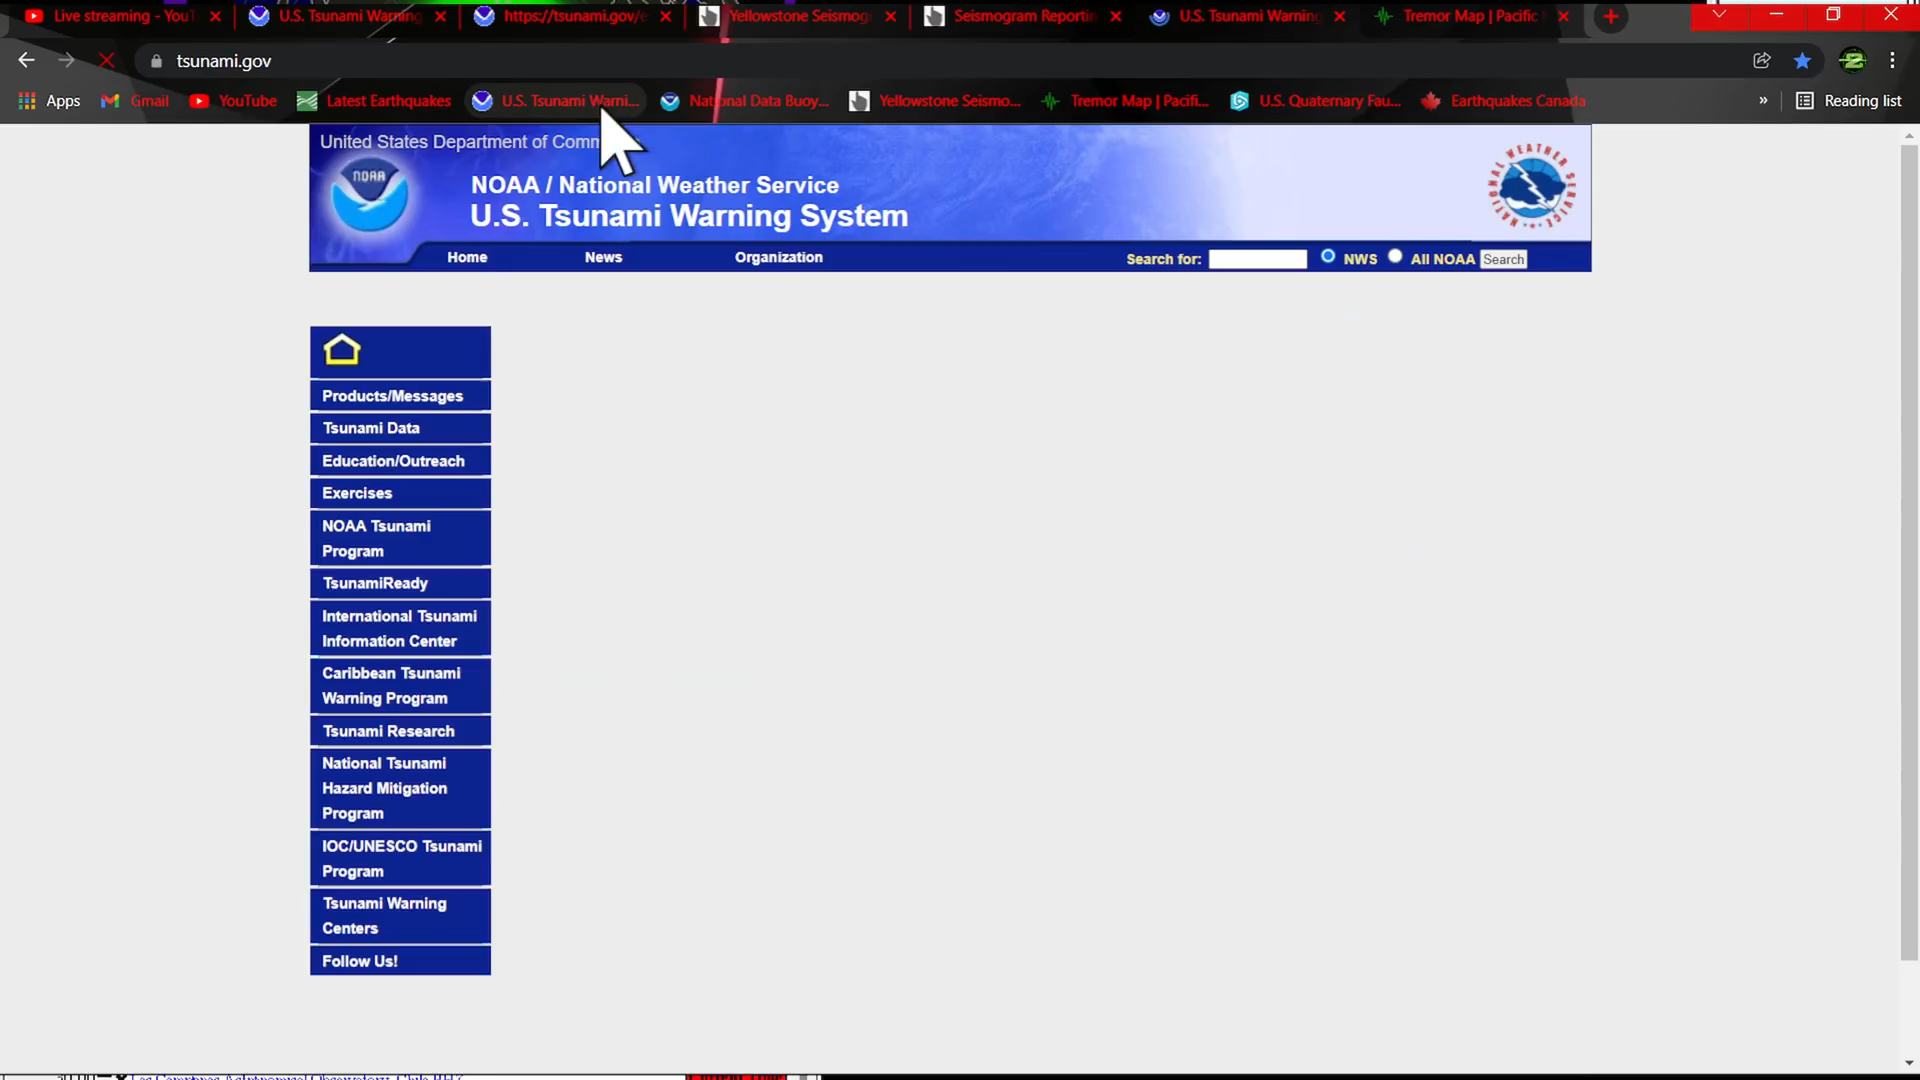 Live streaming - YouT
U.S. Tsunami Warning
https://tsunami.gov/e
Yellowstone Seismog
Seismogram Reportin
U.S. Tsunami Warning
Tremor Map | Pacific
tsunami.gov
Apps
Gmail
YouTube
Latest Earthquakes
U.S. Tsunami Warni...
National Data Buoy...
Yellowstone Seismo...
Tremor Map | Pacifi...
U.S. Quaternary Fau...
Earthquakes Canada
»
Reading list
United States Department of Comm
NOAA
NOAA / National Weather Service
U.S. Tsunami Warning System
NATIONAL WEATHER SERVICE
Home
News
Organization
Search for:
NWS
All NOAA
Search
Products/Messages
Tsunami Data
Education/Outreach
Exercises
NOAA Tsunami
Program
TsunamiReady
International Tsunami
Information Center
Caribbean Tsunami
Warning Program
Tsunami Research
National Tsunami
Hazard Mitigation
Program
IOC/UNESCO Tsunami
Program
Tsunami Warning
Centers
Follow Us!